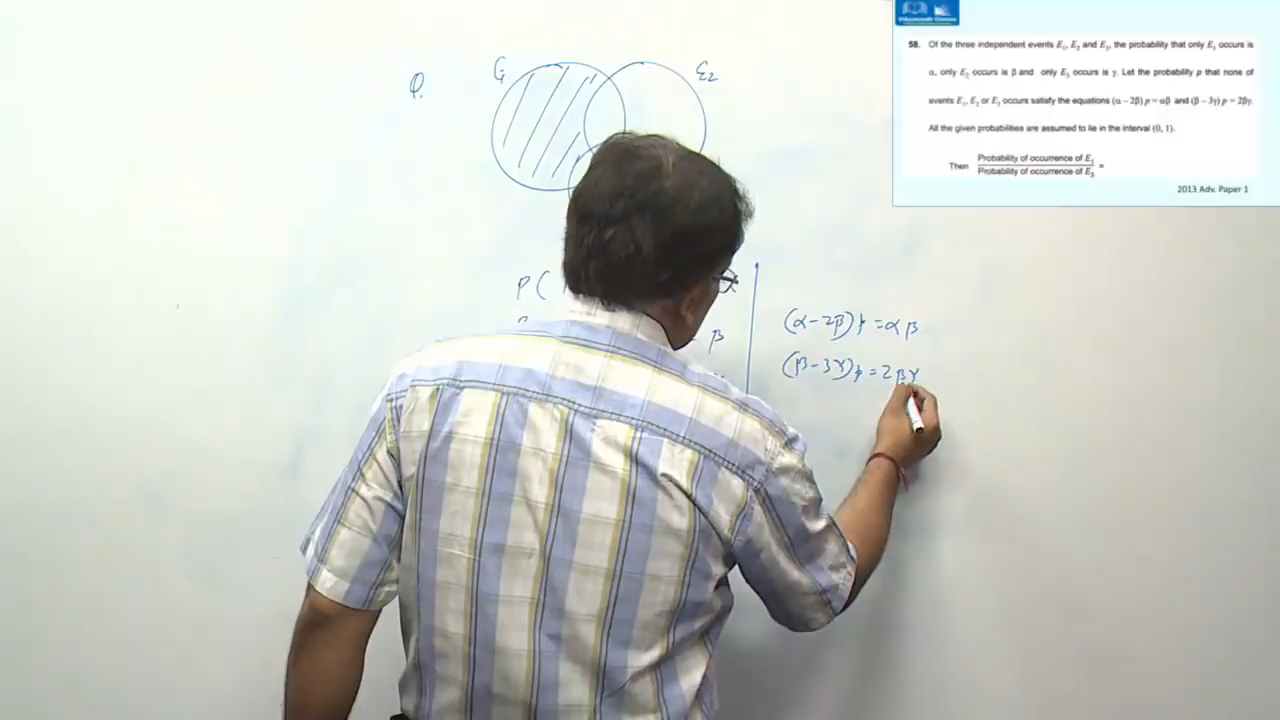 58. Of the three independent events E₁, E₂ and E₃, the probability that only E₁ occurs is
α, only E₂ occurs is β and only E₃ occurs is γ. Let the probability p that none of
events E₁, E₂ or E₃ occurs satisfy the equations (α – 2β) p = αβ and (β – 3γ) p = 2βγ.
All the given probabilities are assumed to lie in the interval (0, 1).
Then Probability of occurrence of E₁
Probability of occurrence of E₃ =
2013 Adv. Paper 1
φ.
E₂
P(
β
(α-2β)p = αβ
(β-3γ)p = 2βγ